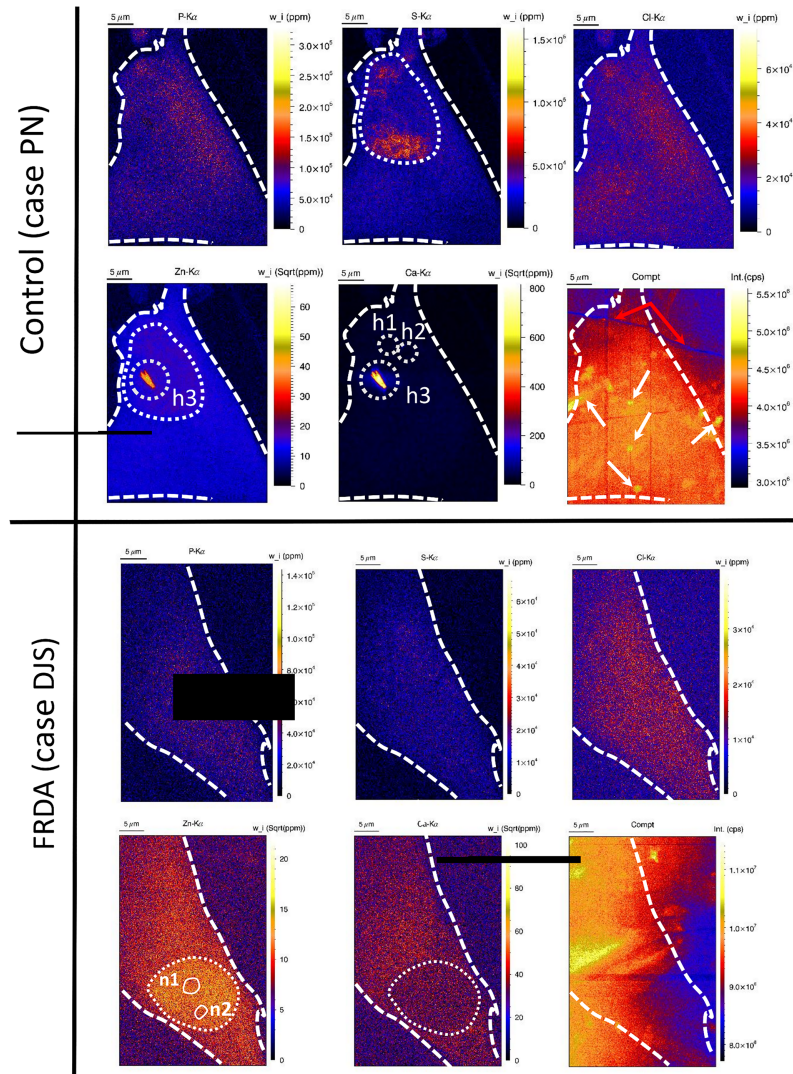 Control (case PN)
5 μm
P-Kα
w_i (ppm)
3.0×10⁵
2.5×10⁵
2.0×10⁵
1.5×10⁵
1.0×10⁵
5.0×10⁴
0
5 μm
S-Kα
w_i (ppm)
1.5×10⁵
1.0×10⁵
5.0×10⁴
0
5 μm
Cl-Kα
w_i (ppm)
6×10⁴
4×10⁴
2×10⁴
0
5 μm
Zn-Kα
w_i (Sqrt(ppm))
60
50
40
30
20
10
0
h3
5 μm
Ca-Kα
w_i (Sqrt(ppm))
800
600
400
200
0
h1
h2
h3
5 μm
Compt
Int.(cps)
5.5×10⁶
5.0×10⁶
4.5×10⁶
4.0×10⁶
3.5×10⁶
3.0×10⁶
FRDA (case DJS)
5 μm
P-Kα
w_i (ppm)
1.4×10⁵
1.2×10⁵
1.0×10⁵
4.0×10⁴
2.0×10⁴
0
5 μm
S-Kα
w_i (ppm)
6×10⁴
5×10⁴
4×10⁴
3×10⁴
2×10⁴
1×10⁴
0
5 μm
Cl-Kα
w_i (ppm)
3×10⁴
2×10⁴
1×10⁴
0
5 μm
Zn-Kα
w_i (Sqrt(ppm))
20
15
10
5
0
n1
n2
5 μm
Ca-Kα
w_i (Sqrt(ppm))
100
80
60
40
20
0
5 μm
Compt
Int. (cps)
1.1×10⁷
1.0×10⁷
9.0×10⁶
8.0×10⁶